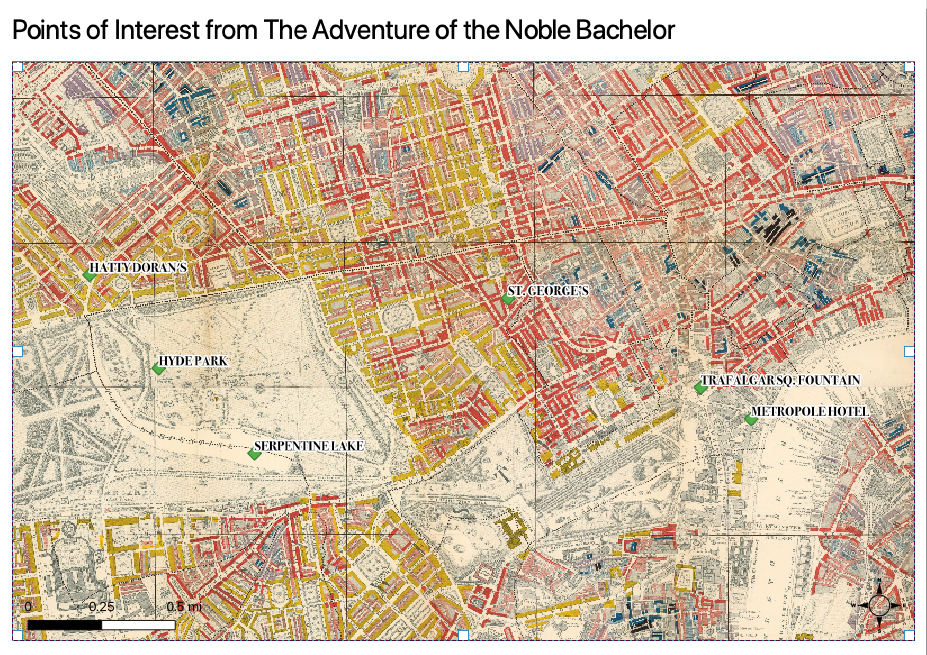 Points of Interest from The Adventure of the Noble Bachelor
HATTY DORAN'S
ST. GEORGE'S
HYDE PARK
TRAFALGAR SQ. FOUNTAIN
METROPOLE HOTEL
SERPENTINE LAKE
0 0.25 0.5 mi